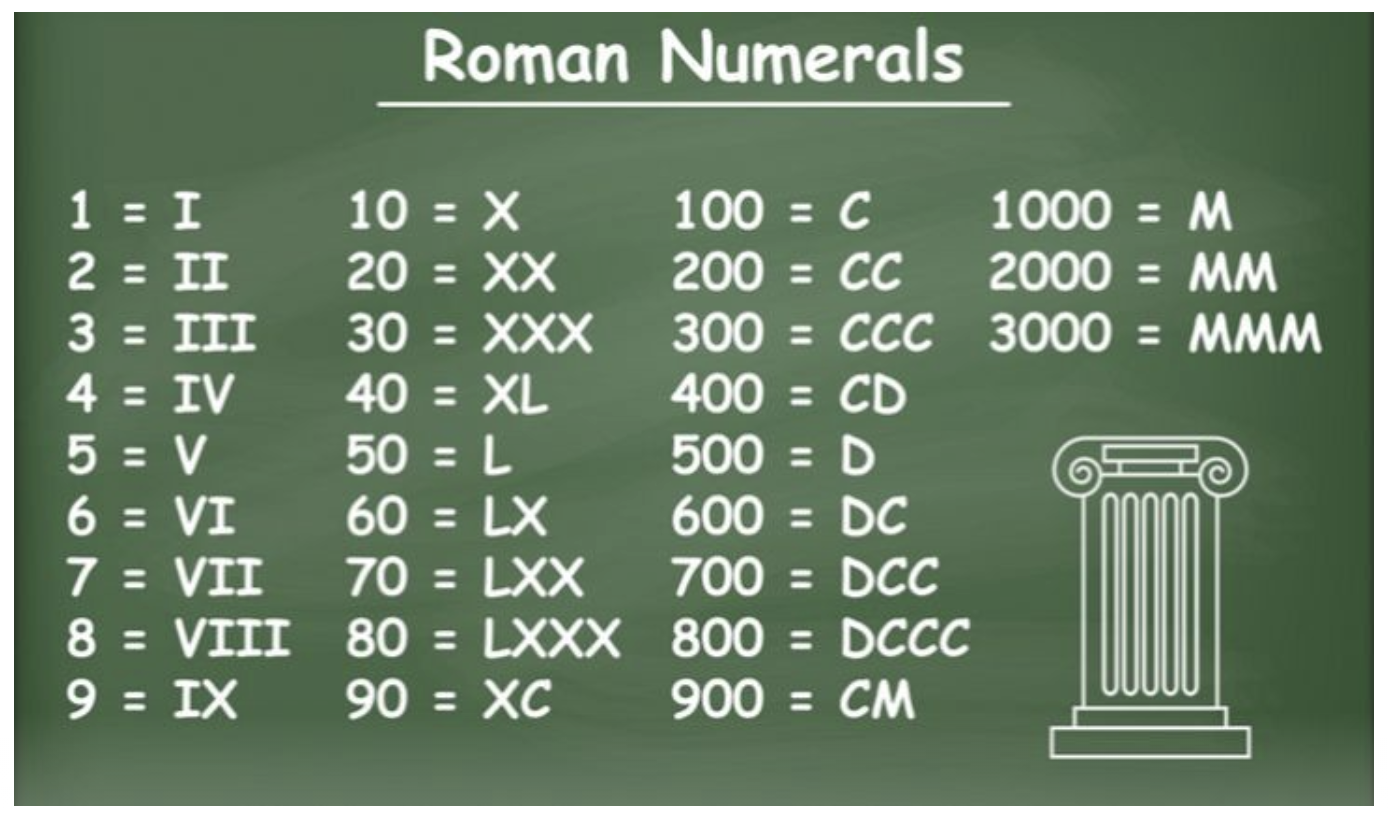 Roman Numerals
1 = I 10 = X 100 = C 1000 = M
2 = II 20 = XX 200 = CC 2000 = MM
3 = III 30 = XXX 300 = CCC 3000 = MMM
4 = IV 40 = XL 400 = CD
5 = V 50 = L 500 = D
6 = VI 60 = LX 600 = DC
7 = VII 70 = LXX 700 = DCC
8 = VIII 80 = LXXX 800 = DCCC
9 = IX 90 = XC 900 = CM